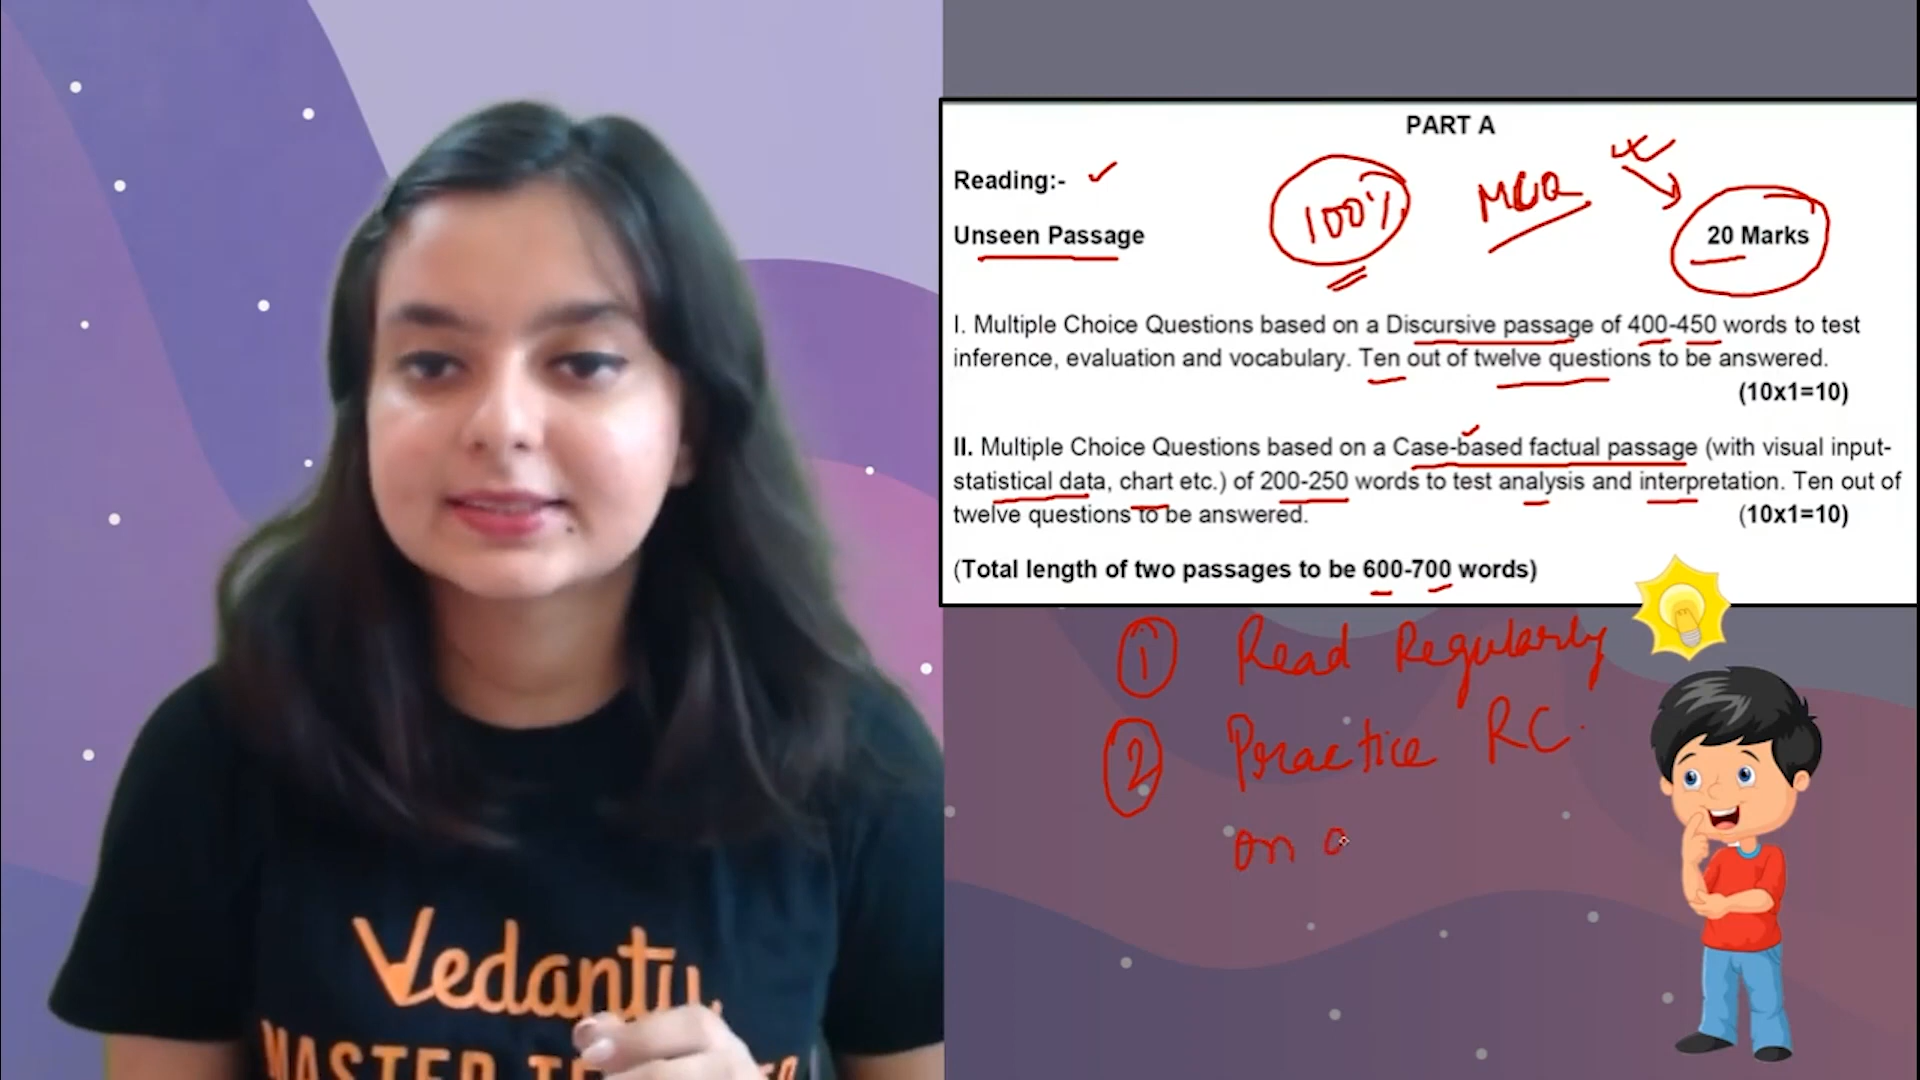 PART A
Reading:-
100%
MCQ
Unseen Passage
20 Marks
I. Multiple Choice Questions based on a Discursive passage of 400-450 words to test
inference, evaluation and vocabulary. Ten out of twelve questions to be answered.
(10x1=10)
II. Multiple Choice Questions based on a Case-based factual passage (with visual input-
statistical data, chart etc.) of 200-250 words to test analysis and interpretation. Ten out of
twelve questions to be answered. (10x1=10)
(Total length of two passages to be 600-700 words)
1 Read Regularly
2 Practice RC.
on
Vedantu
MASTER